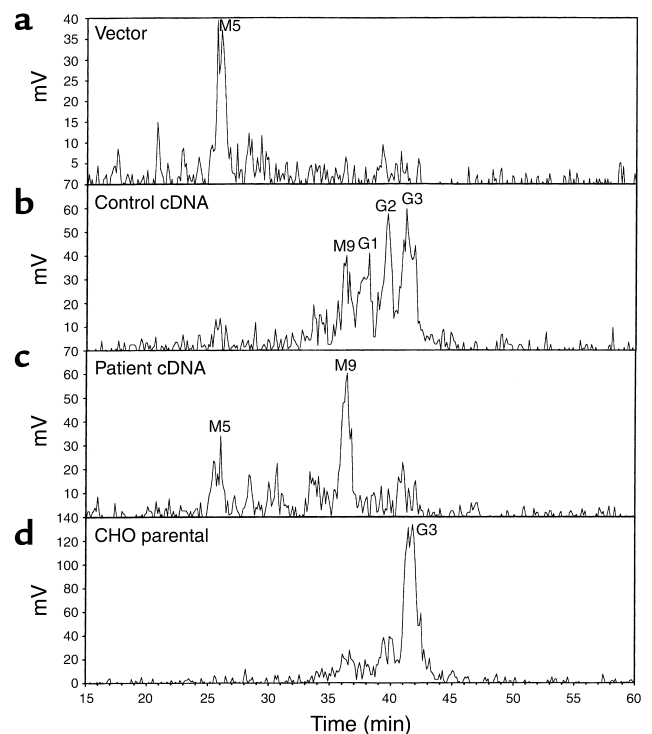 a
Vector
M5
mV
40
35
30
25
20
15
10
5
70
b
Control cDNA
M9
G1
G2
G3
mV
60
50
40
30
20
10
70
c
Patient cDNA
M5
M9
mV
60
50
40
30
20
10
140
d
CHO parental
G3
mV
120
100
80
60
40
20
0
15 20 25 30 35 40 45 50 55 60
Time (min)